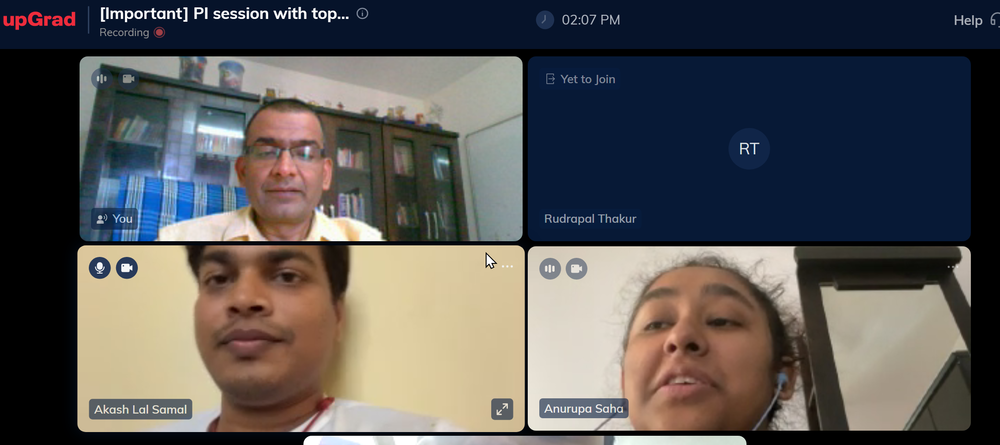 upGrad
[Important] PI session with top...
Recording
02:07 PM
Help
You
Yet to Join
RT
Rudrapal Thakur
Akash Lal Samal
Anurupa Saha